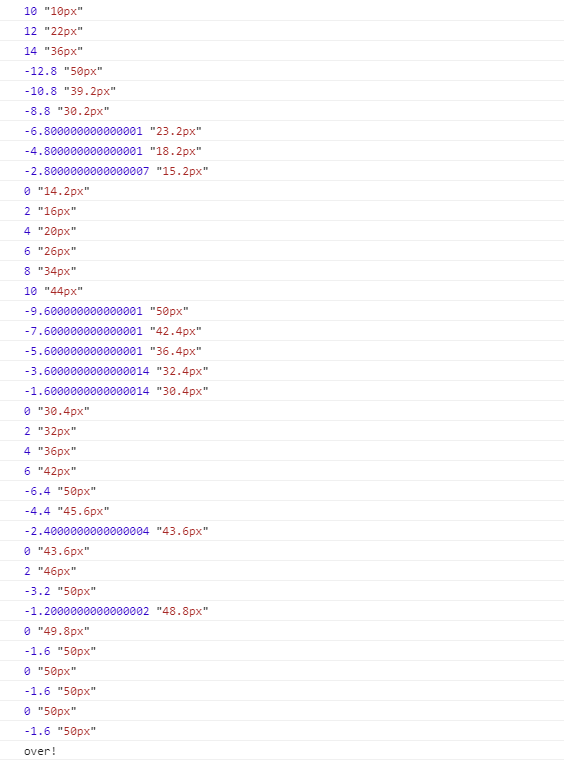 10 "10px"
12 "22px"
14 "36px"
-12.8 "50px"
-10.8 "39.2px"
-8.8 "30.2px"
-6.800000000000001 "23.2px"
-4.800000000000001 "18.2px"
-2.8000000000000007 "15.2px"
0 "14.2px"
2 "16px"
4 "20px"
6 "26px"
8 "34px"
10 "44px"
-9.600000000000001 "50px"
-7.600000000000001 "42.4px"
-5.600000000000001 "36.4px"
-3.6000000000000014 "32.4px"
-1.6000000000000014 "30.4px"
0 "30.4px"
2 "32px"
4 "36px"
6 "42px"
-6.4 "50px"
-4.4 "45.6px"
-2.4000000000000004 "43.6px"
0 "43.6px"
2 "46px"
-3.2 "50px"
-1.2000000000000002 "48.8px"
0 "49.8px"
-1.6 "50px"
0 "50px"
-1.6 "50px"
0 "50px"
-1.6 "50px"
over!